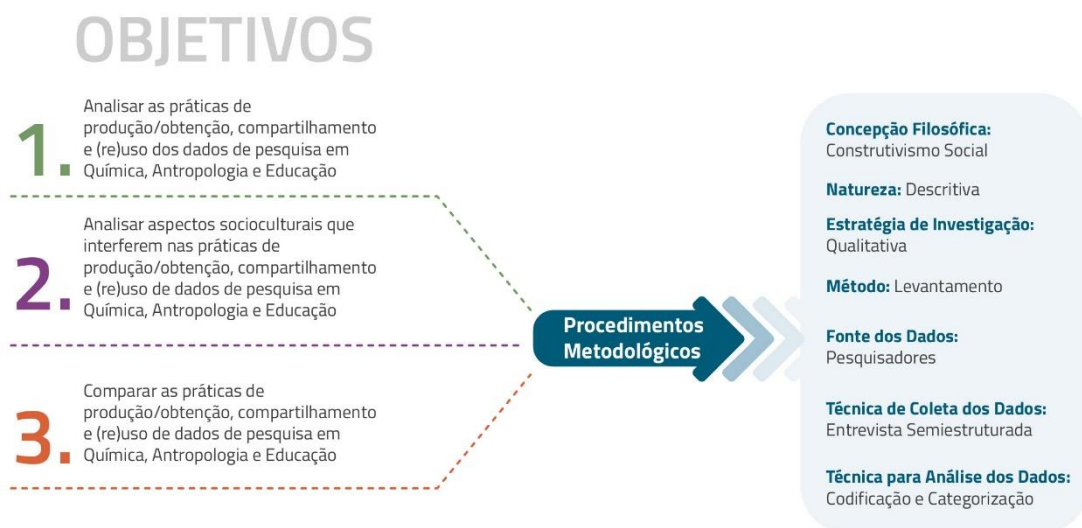 OBJETIVOS
1.
Analisar as práticas de
produção/obtenção, compartilhamento
e (re)uso dos dados de pesquisa em
Química, Antropologia e Educação
2.
Analisar aspectos socioculturais que
interferem nas práticas de
produção/obtenção, compartilhamento
e (re)uso de dados de pesquisa em
Química, Antropologia e Educação
3.
Comparar as práticas de
produção/obtenção, compartilhamento
e (re)uso de dados de pesquisa em
Química, Antropologia e Educação
Procedimentos
Metodológicos
Concepção Filosófica:
Construtivismo Social
Natureza: Descritiva
Estratégia de Investigação:
Qualitativa
Método: Levantamento
Fonte dos Dados:
Pesquisadores
Técnica de Coleta dos Dados:
Entrevista Semiestruturada
Técnica para Análise dos Dados:
Codificação e Categorização